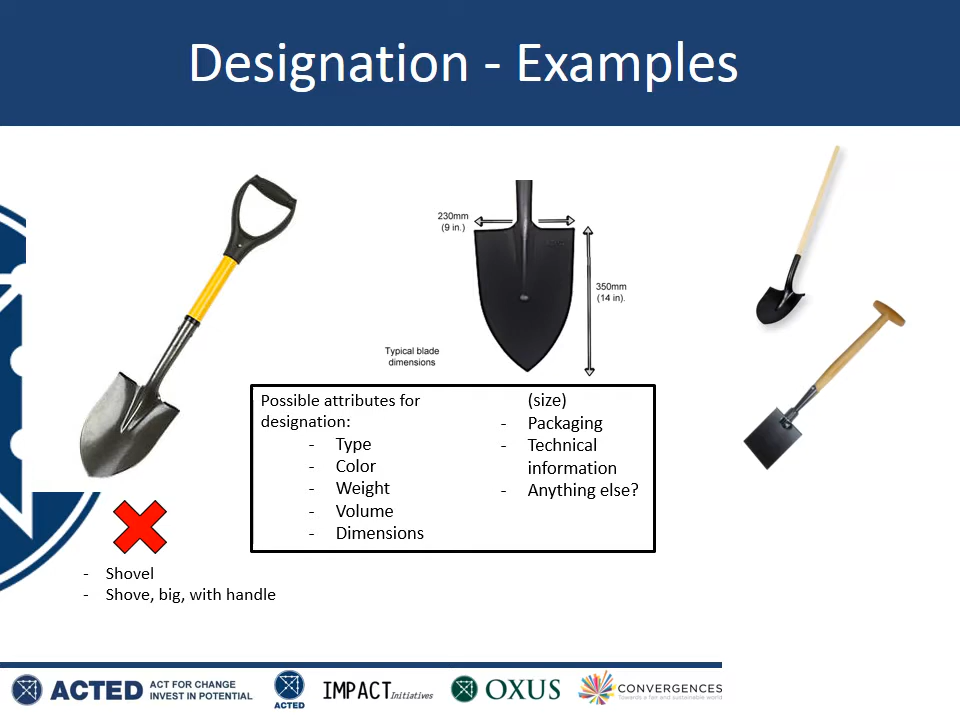 Designation - Examples
230mm
(9 in.)
350mm
(14 in).
Typical blade
dimensions
Possible attributes for
designation:
- Type
- Color
- Weight
- Volume
- Dimensions
(size)
- Packaging
- Technical
information
- Anything else?
- Shovel
- Shove, big, with handle
ACTED
ACT FOR CHANGE
INVEST IN POTENTIAL
ACTED
IMPACT Initiatives
OXUS
CONVERGENCES
Towards a fair and sustainable world